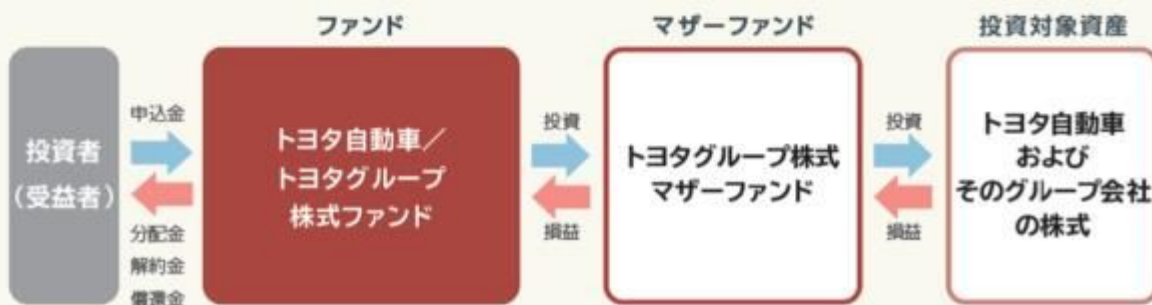 ファンド
マザーファンド
投資対象資産
投資者
(受益者)
申込金
分配金
解約金
償還金
トヨタ自動車／
トヨタグループ
株式ファンド
投資
損益
トヨタグループ株式
マザーファンド
投資
損益
トヨタ自動車
および
そのグループ会社
の株式